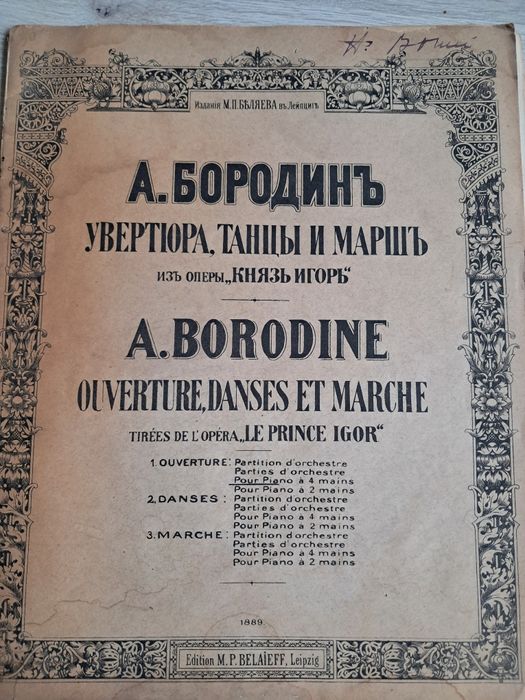 Изданія М.П.БѢЛЯЕВА въ Лейпцигѣ
А.БОРОДИНЪ
УВЕРТЮРА, ТАНЦЫ И МАРШЪ
ИЗЪ ОПЕРЫ „КНЯЗЬ ИГОРЬ“
A.BORODINE
OUVERTURE, DANSES ET MARCHE
TIRÉES DE L'OPÉRA „LE PRINCE IGOR“
1. OUVERTURE: Partition d'orchestre
Parties d'orchestre
Pour Piano à 4 mains
Pour Piano à 2 mains
2. DANSES: Partition d'orchestre
Parties d'orchestre
Pour Piano à 4 mains
Pour Piano à 2 mains
3. MARCHE: Partition d'orchestre
Parties d'orchestre
Pour Piano à 4 mains
Pour Piano à 2 mains
1889.
Edition M. P. BELAÏEFF, Leipzig